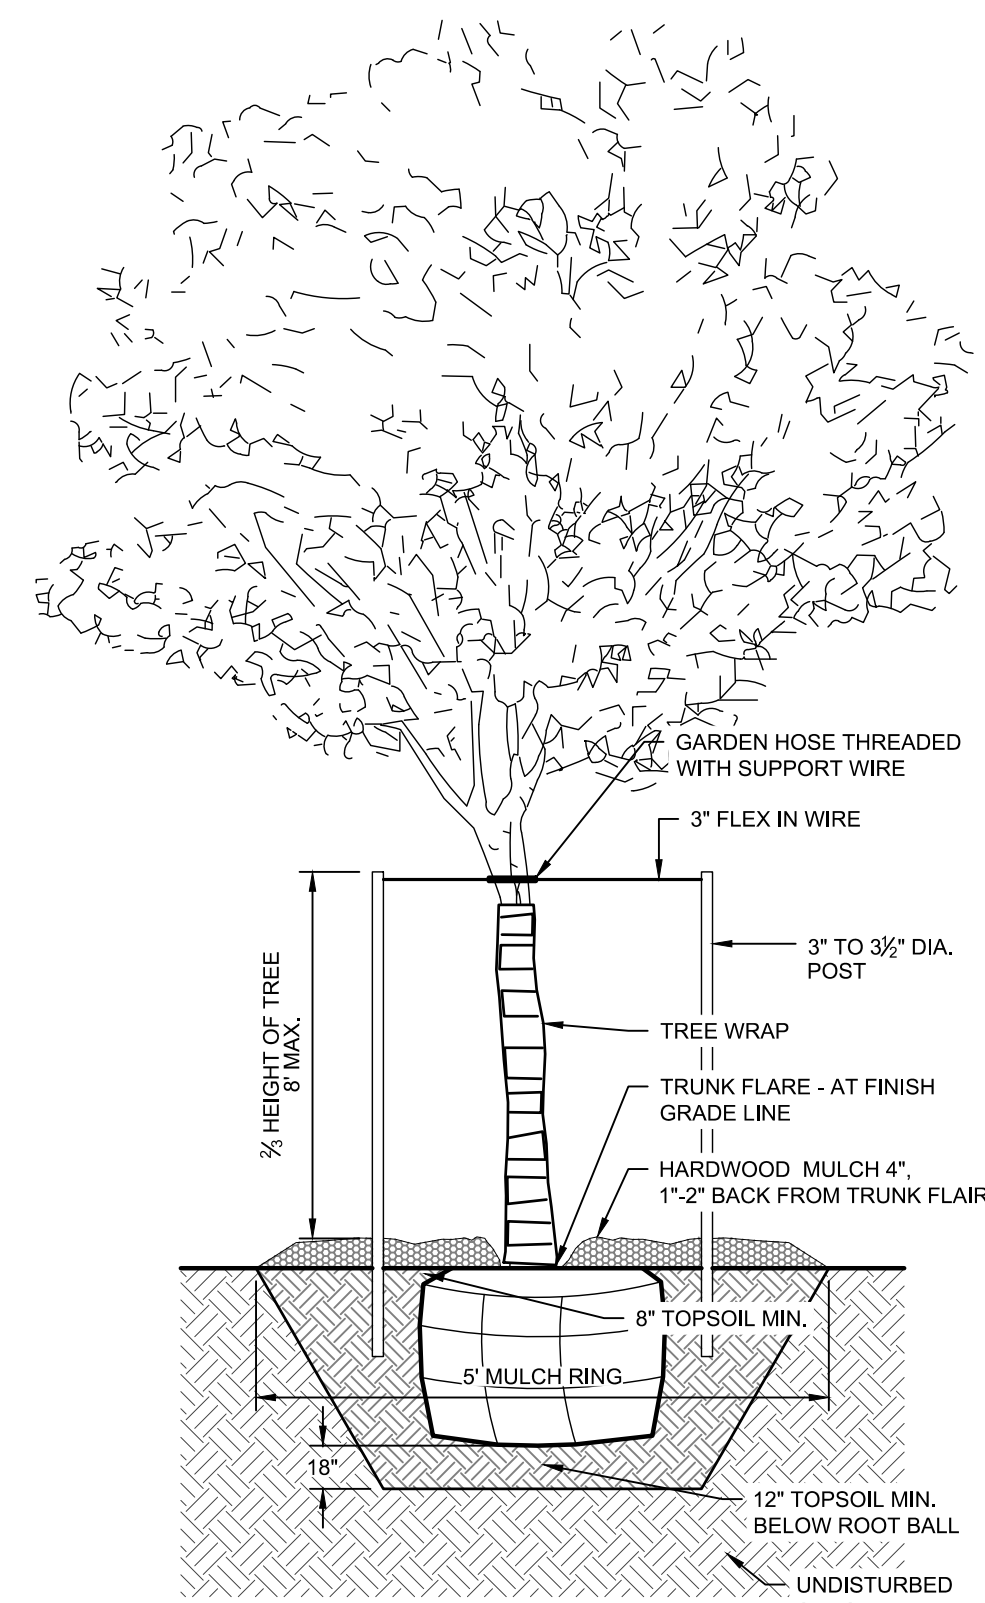 GARDEN HOSE THREADED
WITH SUPPORT WIRE
3" FLEX IN WIRE
3" TO 3½" DIA.
POST
⅔ HEIGHT OF TREE
8' MAX.
TREE WRAP
TRUNK FLARE - AT FINISH
GRADE LINE
HARDWOOD MULCH 4",
1"-2" BACK FROM TRUNK FLAIR
8" TOPSOIL MIN.
5' MULCH RING
18"
12" TOPSOIL MIN.
BELOW ROOT BALL
UNDISTURBED